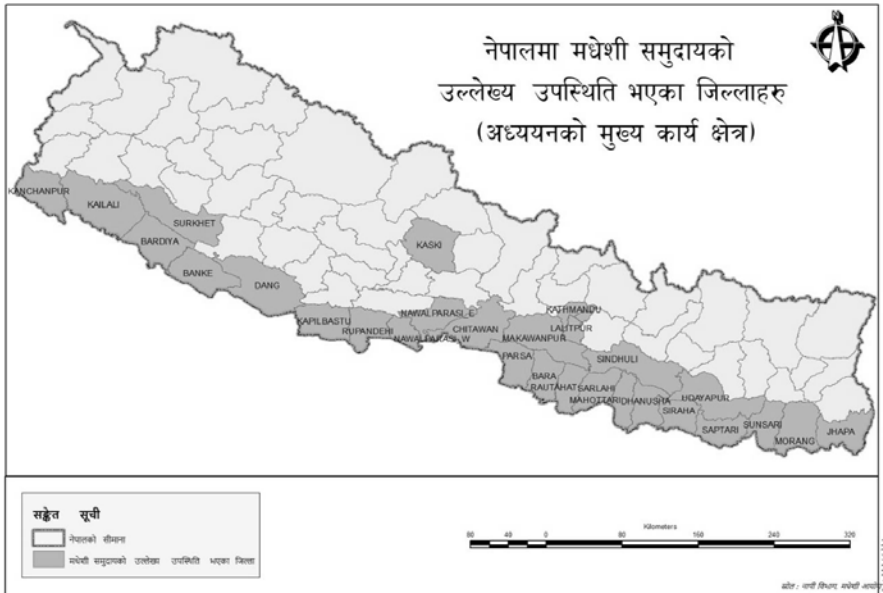 नेपालमा मधेशी समुदायको
उल्लेख्य उपस्थिति भएका जिल्लाहरु
(अध्ययनको मुख्य कार्य क्षेत्र)
KANCHANPUR
KAILALI
SURKHET
BARDIYA
BANKE
DANG
KASKI
KAPILBASTU
RUPANDEHI
NAWALPARASI_E
NAWALPARASI_W
CHITAWAN
KATHMANDU
LALITPUR
MAKAWANPUR
PARSA
SINDHULI
BARA
RAUTAHAT
SARLAHI
MAHOTTARI
DHANUSHA
SIRAHA
UDAYAPUR
SAPTARI
SUNSARI
MORANG
JHAPA
सङ्केत सूची
नेपालको सीमाना
मधेशी समुदायको उल्लेख्य उपस्थिति भएका जिल्ला
Kilometers
80 40 0 80 160 240 320
स्रोत : नापी विभाग, मधेशी आयोग